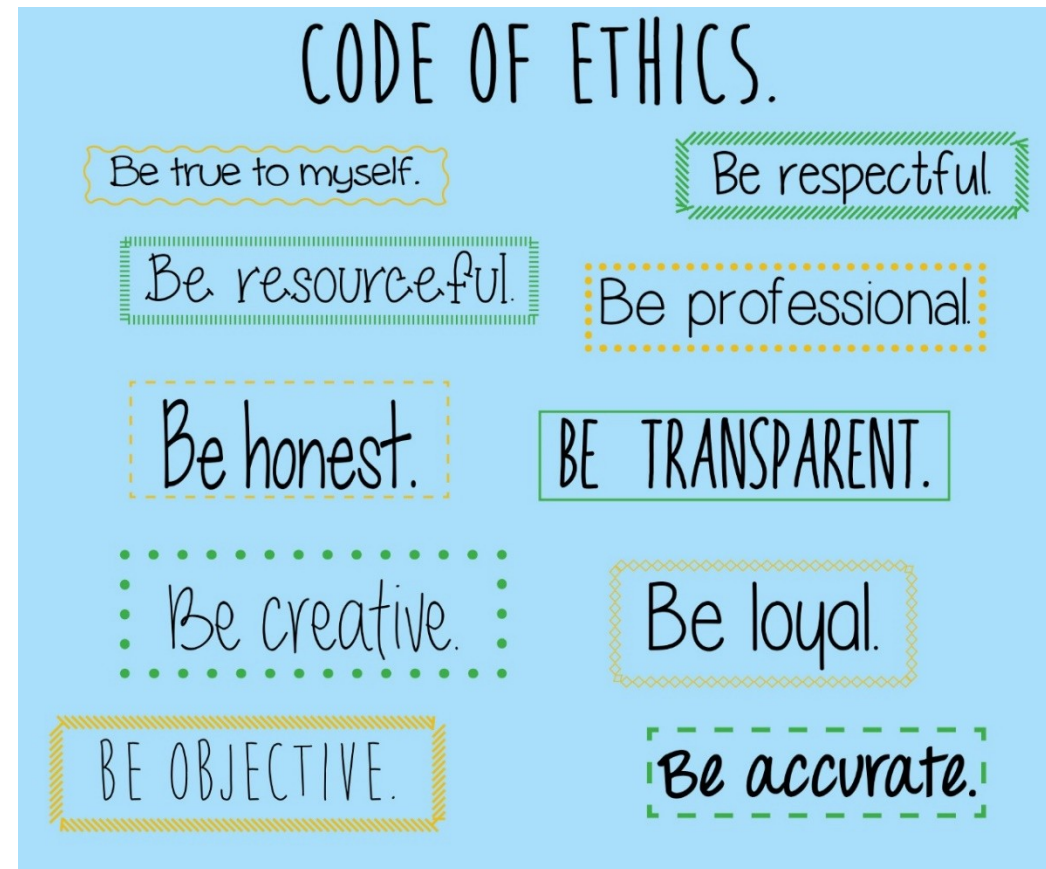 CODE OF ETHICS.
Be true to myself.
Be respectful.
Be resourceful.
Be professional.
Be honest.
BE TRANSPARENT.
Be creative.
Be loyal.
BE OBJECTIVE.
Be accurate.